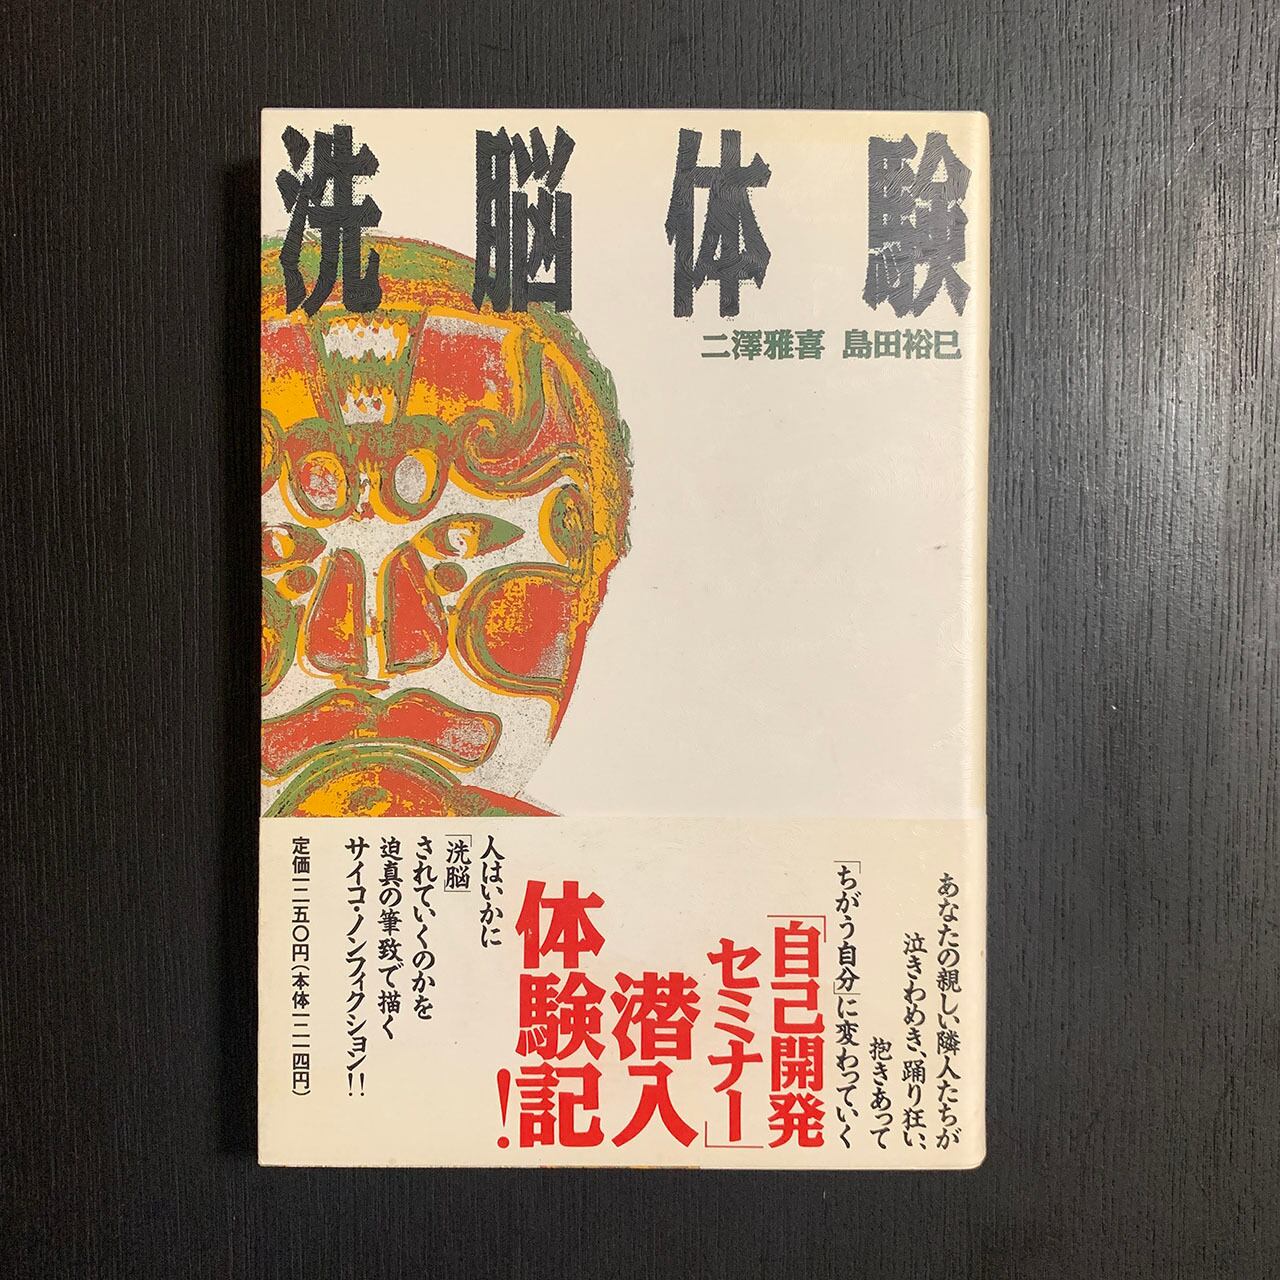 洗脳体験
二澤雅喜 島田裕巳
あなたの親しい隣人たちが
泣きわめき、踊り狂い、
抱きあって
「ちがう自分」に変わっていく
「自己開発
セミナー」
潜入
体験記!
人はいかに
「洗脳」
されていくのかを
迫真の筆致で描く
サイコ・ノンフィクション!!
定価一二五〇円(本体一二一四円)